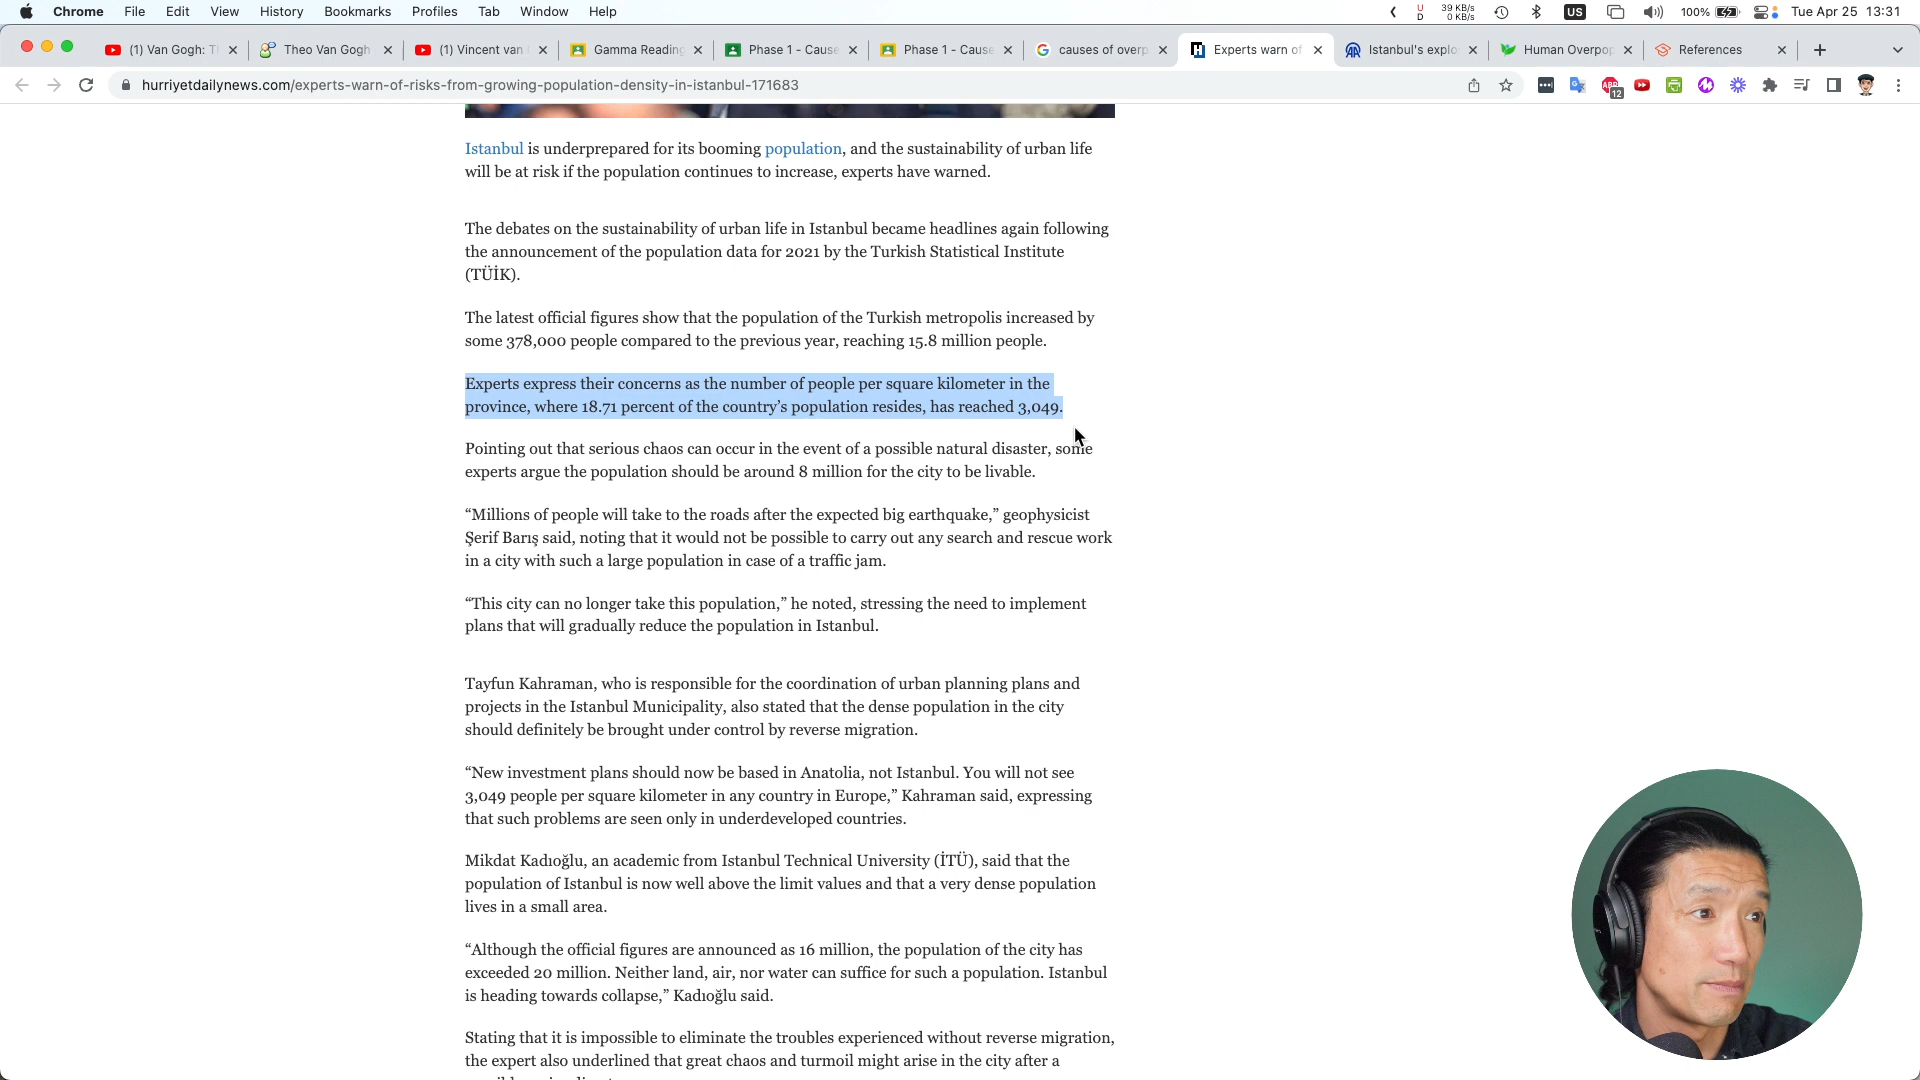 Chrome File Edit View History Bookmarks Profiles Tab Window Help
U D 39 KB/s 0 KB/s US 100% Tue Apr 25 13:31
(1) Van Gogh: T
Theo Van Gogh
(1) Vincent van
Gamma Reading
Phase 1 - Cause
Phase 1 - Cause
causes of overp
Experts warn of
Istanbul's explo
Human Overpop
References
hurriyetdailynews.com/experts-warn-of-risks-from-growing-population-density-in-istanbul-171683
ABP
12
Istanbul is underprepared for its booming population, and the sustainability of urban life
will be at risk if the population continues to increase, experts have warned.
The debates on the sustainability of urban life in Istanbul became headlines again following
the announcement of the population data for 2021 by the Turkish Statistical Institute
(TÜİK).
The latest official figures show that the population of the Turkish metropolis increased by
some 378,000 people compared to the previous year, reaching 15.8 million people.
Experts express their concerns as the number of people per square kilometer in the
province, where 18.71 percent of the country’s population resides, has reached 3,049.
Pointing out that serious chaos can occur in the event of a possible natural disaster, some
experts argue the population should be around 8 million for the city to be livable.
“Millions of people will take to the roads after the expected big earthquake,” geophysicist
Şerif Barış said, noting that it would not be possible to carry out any search and rescue work
in a city with such a large population in case of a traffic jam.
“This city can no longer take this population,” he noted, stressing the need to implement
plans that will gradually reduce the population in Istanbul.
Tayfun Kahraman, who is responsible for the coordination of urban planning plans and
projects in the Istanbul Municipality, also stated that the dense population in the city
should definitely be brought under control by reverse migration.
“New investment plans should now be based in Anatolia, not Istanbul. You will not see
3,049 people per square kilometer in any country in Europe,” Kahraman said, expressing
that such problems are seen only in underdeveloped countries.
Mikdat Kadıoğlu, an academic from Istanbul Technical University (İTÜ), said that the
population of Istanbul is now well above the limit values and that a very dense population
lives in a small area.
“Although the official figures are announced as 16 million, the population of the city has
exceeded 20 million. Neither land, air, nor water can suffice for such a population. Istanbul
is heading towards collapse,” Kadıoğlu said.
Stating that it is impossible to eliminate the troubles experienced without reverse migration,
the expert also underlined that great chaos and turmoil might arise in the city after a